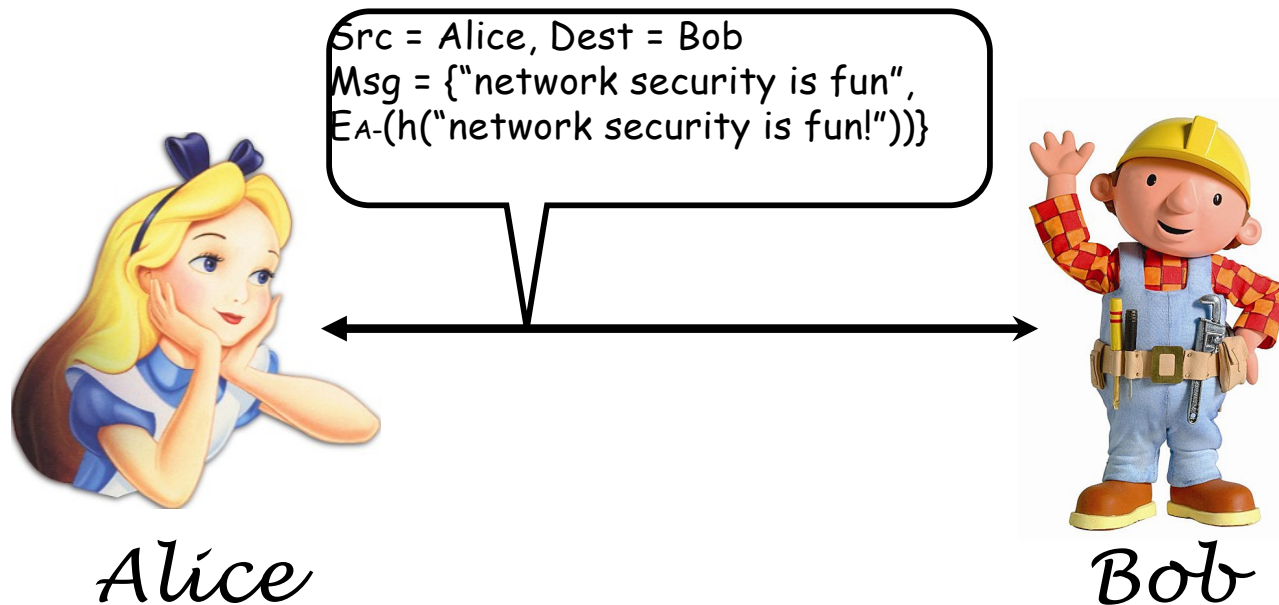 Src = Alice, Dest = Bob
Msg = {“network security is fun”,
EA-(h(“network security is fun!”))}
Alice
Bob